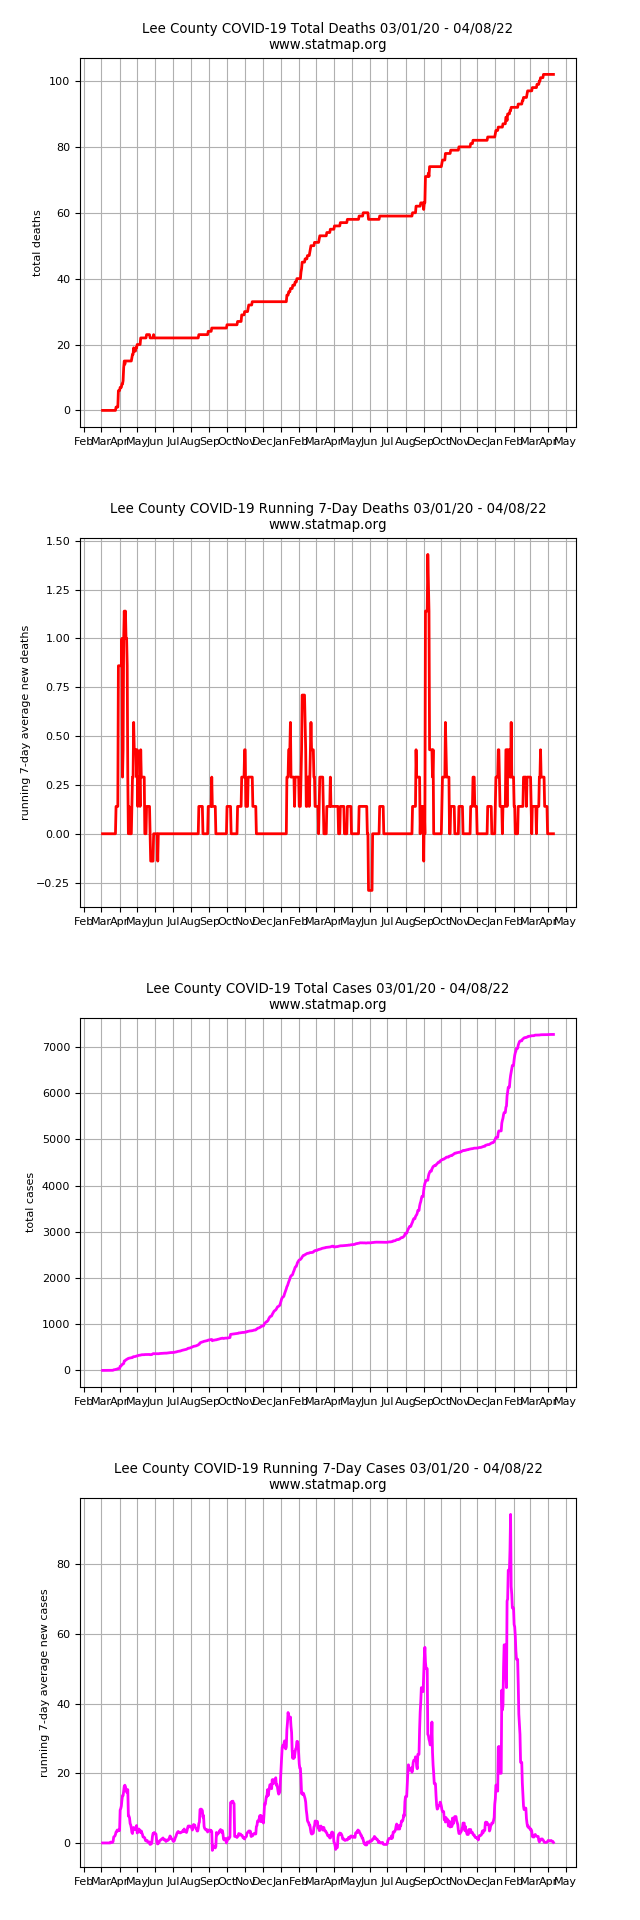 Lee County COVID-19 Total Deaths 03/01/20 - 04/08/22
www.statmap.org
100
80
60
40
20
0
total deaths
Feb Mar Apr May Jun Jul Aug Sep Oct Nov Dec Jan Feb Mar Apr May Jun Jul Aug Sep Oct Nov Dec Jan Feb Mar Apr May
Lee County COVID-19 Running 7-Day Deaths 03/01/20 - 04/08/22
www.statmap.org
1.50
1.25
1.00
0.75
0.50
0.25
0.00
−0.25
running 7-day average new deaths
Feb Mar Apr May Jun Jul Aug Sep Oct Nov Dec Jan Feb Mar Apr May Jun Jul Aug Sep Oct Nov Dec Jan Feb Mar Apr May
Lee County COVID-19 Total Cases 03/01/20 - 04/08/22
www.statmap.org
7000
6000
5000
4000
3000
2000
1000
0
total cases
Feb Mar Apr May Jun Jul Aug Sep Oct Nov Dec Jan Feb Mar Apr May Jun Jul Aug Sep Oct Nov Dec Jan Feb Mar Apr May
Lee County COVID-19 Running 7-Day Cases 03/01/20 - 04/08/22
www.statmap.org
80
60
40
20
0
running 7-day average new cases
Feb Mar Apr May Jun Jul Aug Sep Oct Nov Dec Jan Feb Mar Apr May Jun Jul Aug Sep Oct Nov Dec Jan Feb Mar Apr May